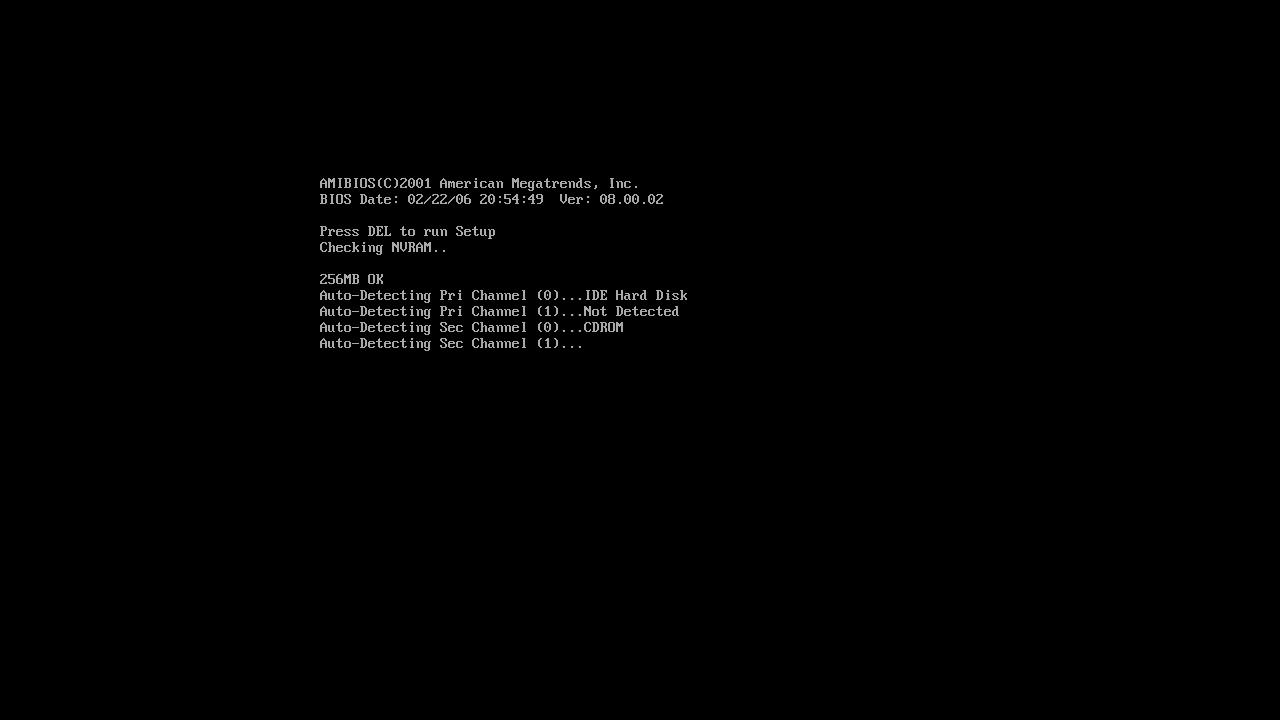 AMIBIOS(C)2001 American Megatrends, Inc.
BIOS Date: 02/22/06 20:54:49  Ver: 08.00.02
Press DEL to run Setup
Checking NVRAM..
256MB OK
Auto-Detecting Pri Channel (0)...IDE Hard Disk
Auto-Detecting Pri Channel (1)...Not Detected
Auto-Detecting Sec Channel (0)...CDROM
Auto-Detecting Sec Channel (1)...